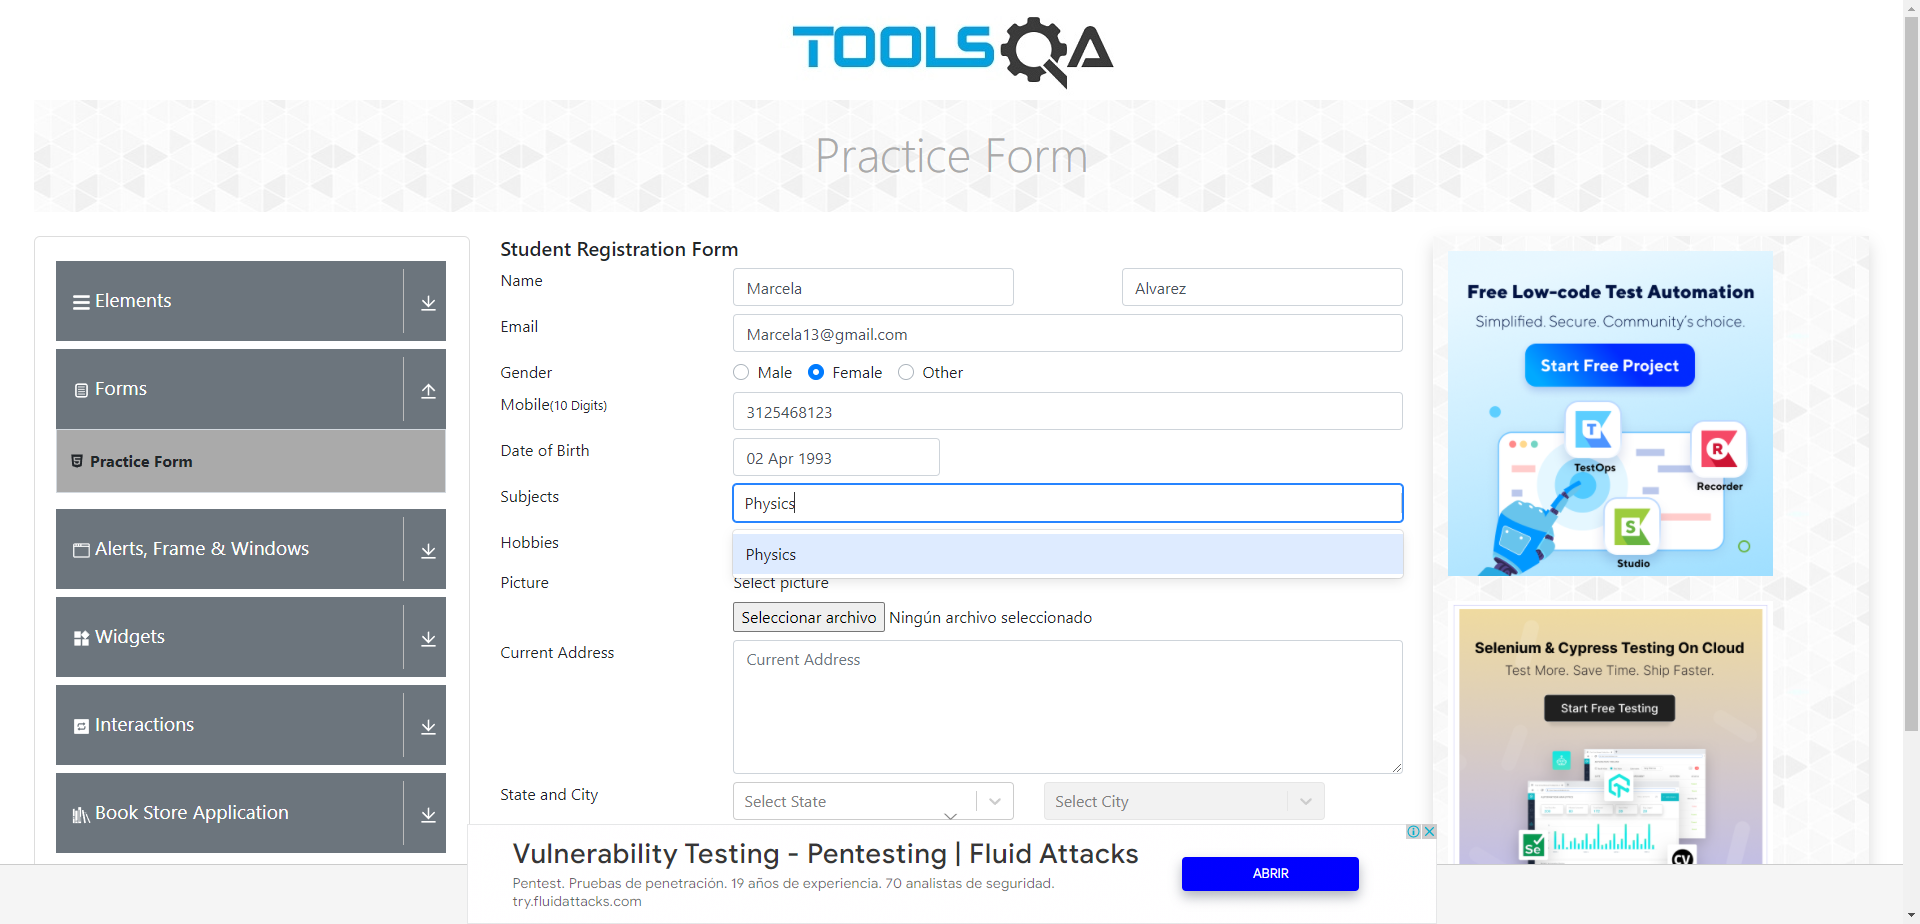 TOOLSQA
Practice Form
Elements
Forms
Practice Form
Alerts, Frame & Windows
Widgets
Interactions
Book Store Application
Student Registration Form
Name
Marcela
Alvarez
Email
Marcela13@gmail.com
Gender
Male
Female
Other
Mobile(10 Digits)
3125468123
Date of Birth
02 Apr 1993
Subjects
Physics
Hobbies
Physics
Picture
Select picture
Seleccionar archivo Ningún archivo seleccionado
Current Address
Current Address
State and City
Select State
Select City
Free Low-code Test Automation
Simplified. Secure. Community's choice.
Start Free Project
T
TestOps
R
Recorder
S
Studio
Selenium & Cypress Testing On Cloud
Test More. Save Time. Ship Faster.
Start Free Testing
Se
CY
Vulnerability Testing - Pentesting | Fluid Attacks
Pentest. Pruebas de penetración. 19 años de experiencia. 70 analistas de seguridad.
try.fluidattacks.com
ABRIR